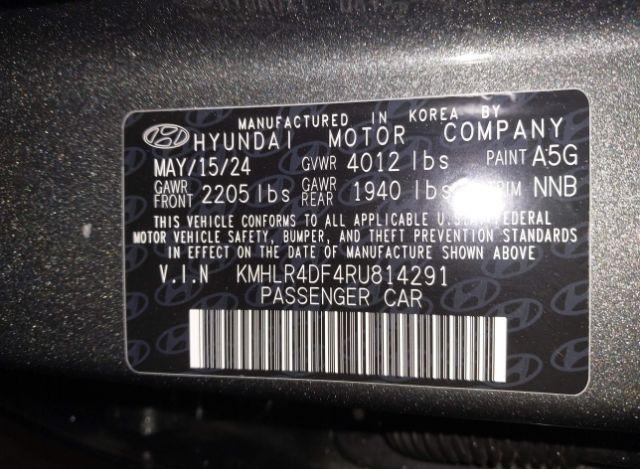 MANUFACTURED IN KOREA BY
HYUNDAI MOTOR COMPANY
MAY/15/24 GVWR 4012 lbs PAINT A5G
GAWR FRONT 2205 lbs GAWR REAR 1940 lbs TRIM NNB
THIS VEHICLE CONFORMS TO ALL APPLICABLE U.S.A. FEDERAL
MOTOR VEHICLE SAFETY, BUMPER, AND THEFT PREVENTION STANDARDS
IN EFFECT ON THE DATE OF MANUFACTURE SHOWN ABOVE
V.I.N KMHLR4DF4RU814291
PASSENGER CAR